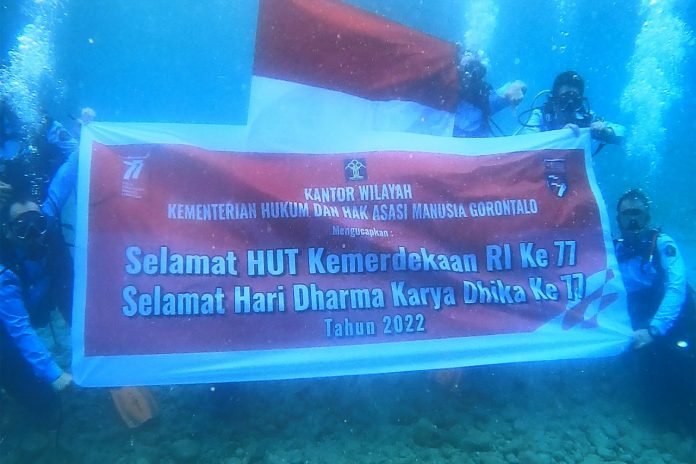 KANTOR WILAYAH
KEMENTERIAH HUKUM DAN HAK ASASI MANUSIA GORONTALO
Mengucapkan :
Selamat HUT Kemerdekaan RI Ke 77
Selamat Hari Dharma Karya Dhika Ke 77
Tahun 2022